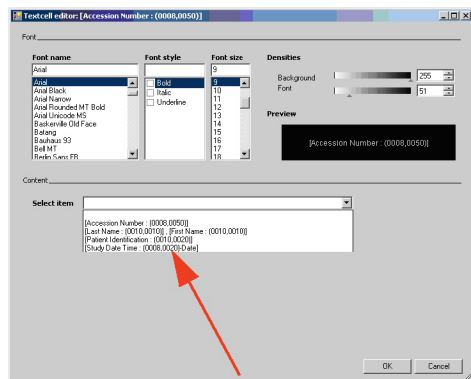 Textcell editor: [Accession Number : (0008,0050)]
Font
Font name
Font style
Font size
Densities
Arial
9
Arial
Arial Black
Arial Narrow
Arial Rounded MT Bold
Arial Unicode MS
Baskerville Old Face
Batang
Bauhaus 93
Bell MT
Berlin Sans FB
Bold
Italic
Underline
9
10
11
12
13
14
15
16
17
18
Background
255
Font
51
Preview
[Accession Number : (0008,0050)]
Content
Select item
[Accession Number : (0008,0050)]
[Last Name : (0010,0010)] , [First Name : (0010,0010)]
[Patient Identification : (0010,0020)]
[Study Date Time : (0008,0020)-Date]
OK
Cancel